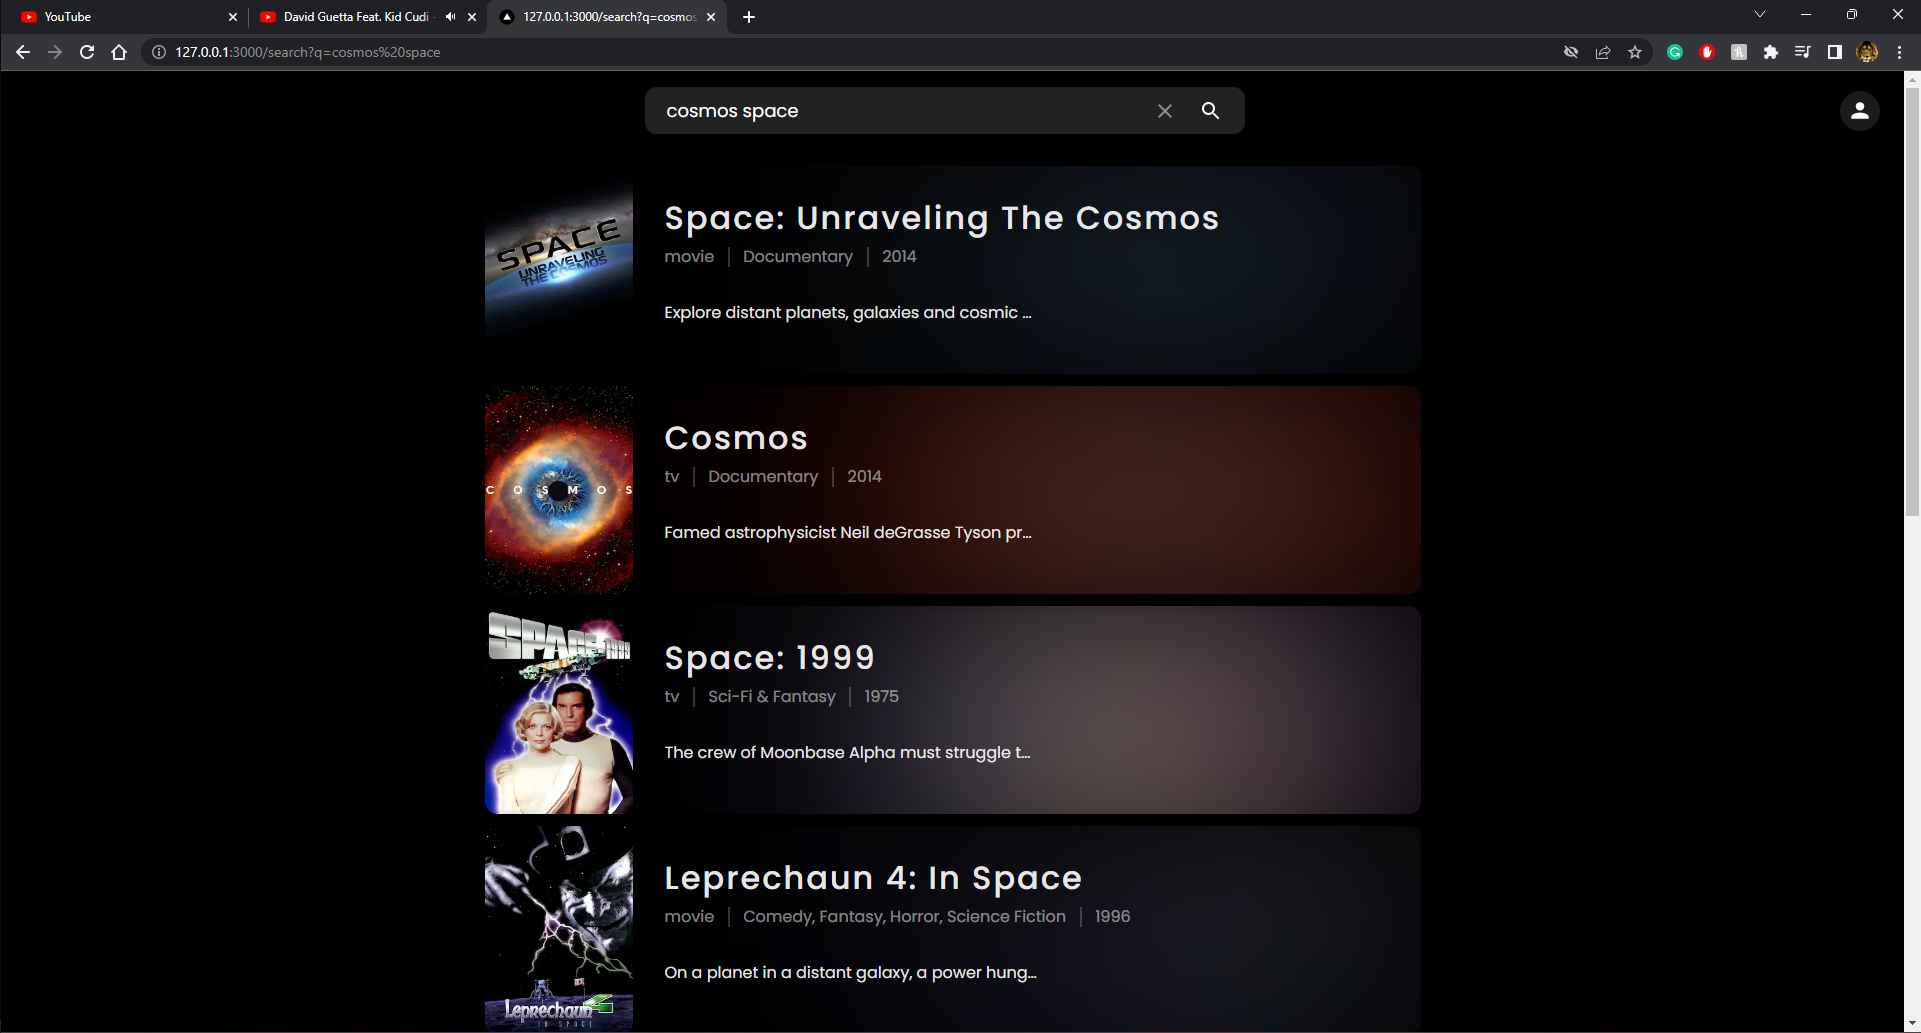 YouTube
David Guetta Feat. Kid Cudi -
127.0.0.1:3000/search?q=cosmos
127.0.0.1:3000/search?q=cosmos%20space
cosmos space
SPACE
UNRAVELING
THE COSMOS
Space: Unraveling The Cosmos
movie | Documentary | 2014
Explore distant planets, galaxies and cosmic ...
COSMOS
Cosmos
tv | Documentary | 2014
Famed astrophysicist Neil deGrasse Tyson pr...
SPACE: 1999
Space: 1999
tv | Sci-Fi & Fantasy | 1975
The crew of Moonbase Alpha must struggle t...
Leprechaun 4
IN SPACE
Leprechaun 4: In Space
movie | Comedy, Fantasy, Horror, Science Fiction | 1996
On a planet in a distant galaxy, a power hung...